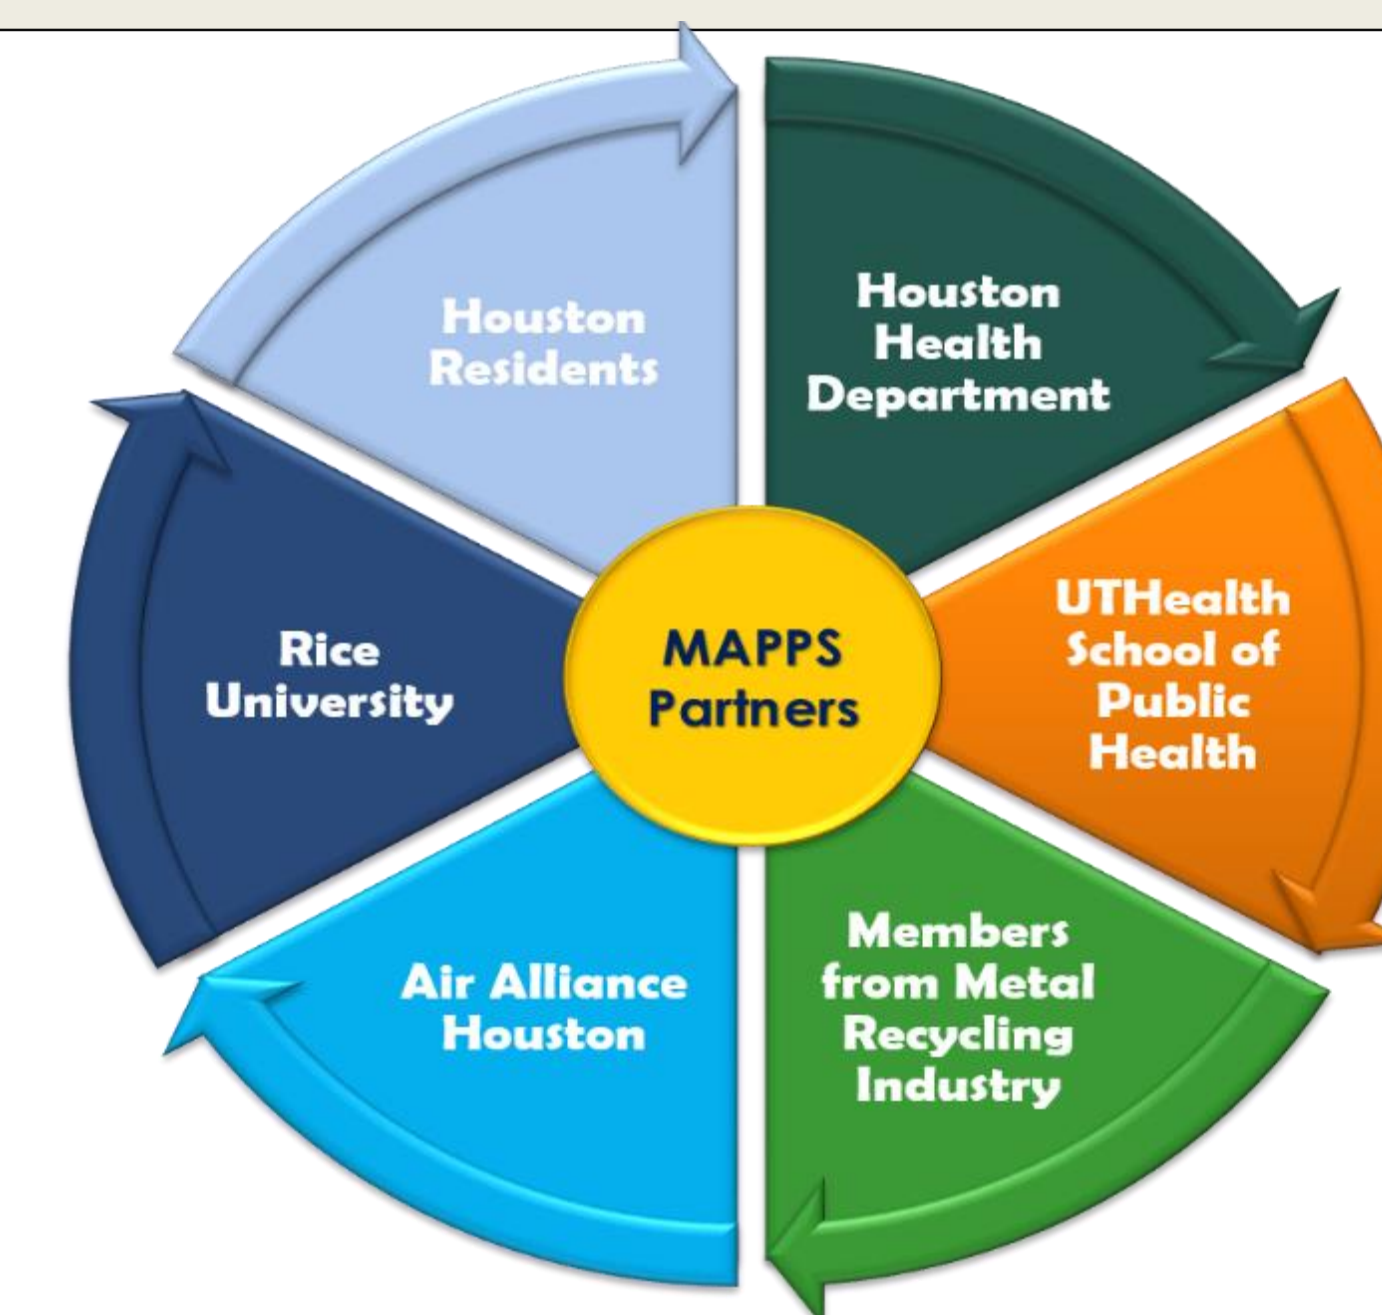 Houston
Residents
Houston
Health
Department
UTHealth
School of
Public
Health
Members
from Metal
Recycling
Industry
Air Alliance
Houston
Rice
University
MAPPS
Partners